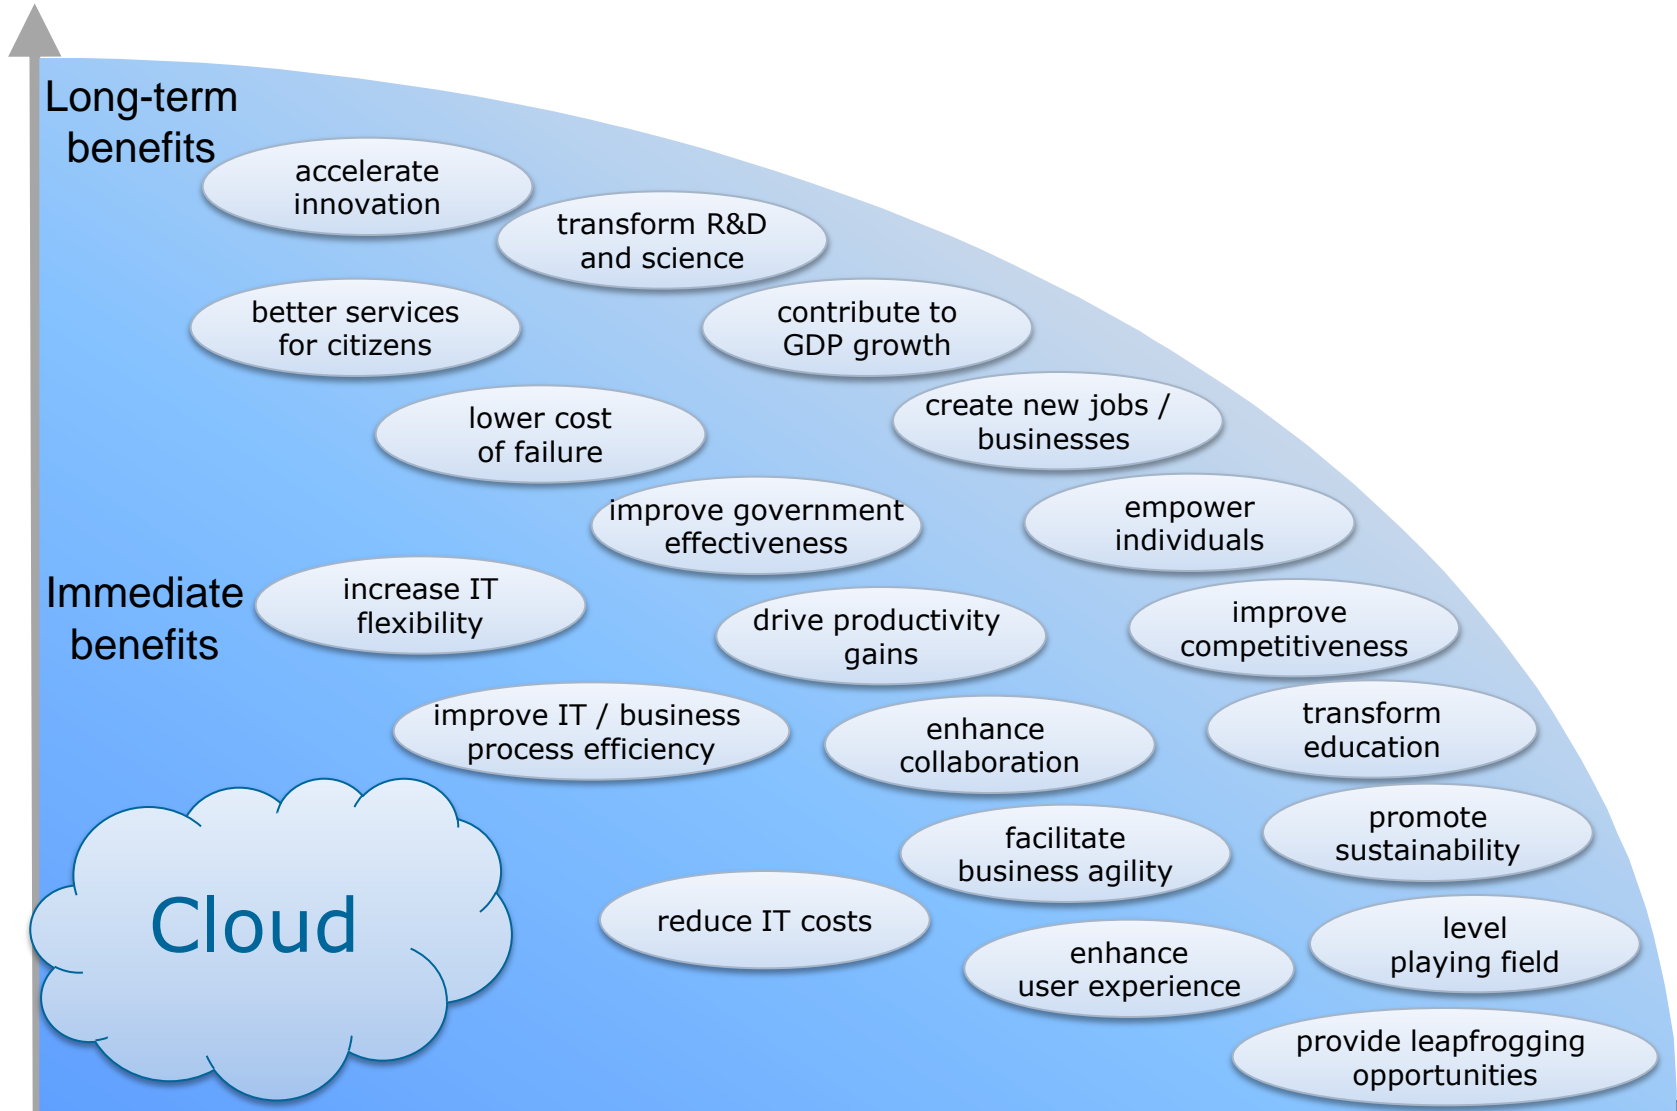 Long-term
benefits
accelerate
innovation
transform R&D
and science
better services
for citizens
contribute to
GDP growth
lower cost
of failure
create new jobs /
businesses
improve government
effectiveness
empower
individuals
Immediate
benefits
increase IT
flexibility
drive productivity
gains
improve
competitiveness
improve IT / business
process efficiency
enhance
collaboration
transform
education
facilitate
business agility
promote
sustainability
Cloud
reduce IT costs
enhance
user experience
level
playing field
provide leapfrogging
opportunities